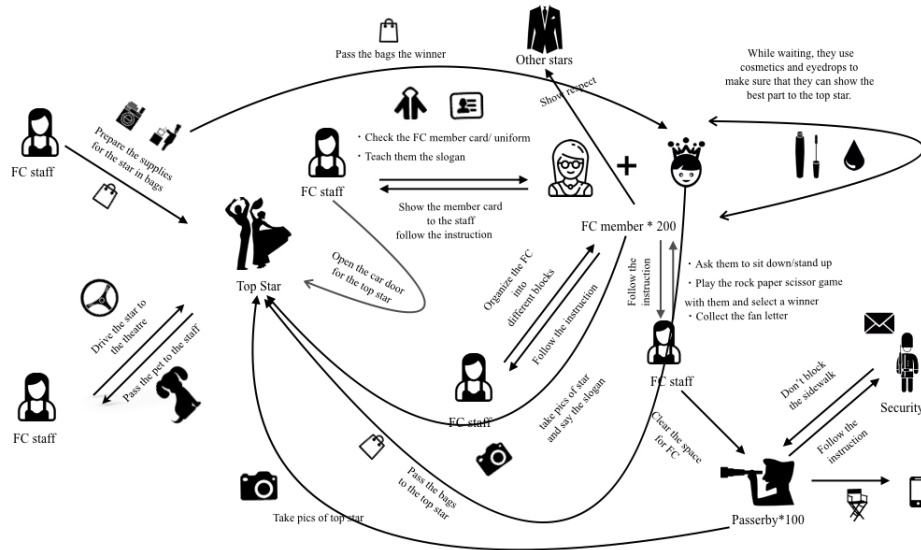 Pass the bags the winner
Other stars
While waiting, they use
cosmetics and eyedrops to
make sure that they can show the
best part to the top star.
Show respect
FC staff
Prepare the supplies
for the star in bags
・Check the FC member card/ uniform
・Teach them the slogan
FC staff
Show the member card
to the staff
follow the instruction
FC member * 200
Top Star
Open the car door
for the top star
Organize the FC
into
different blocks
Follow the instruction
Follow the
instruction
・Ask them to sit down/stand up
・Play the rock paper scissor game
with them and select a winner
・Collect the fan letter
Drive the star to
the theatre
Pass the pet to the staff
FC staff
FC staff
take pics of star
and say the slogan
FC staff
Clear the space
for FC
Don't block
the sidewalk
Security
Follow the
instruction
Pass the bags
to the top star
Take pics of top star
Passerby*100